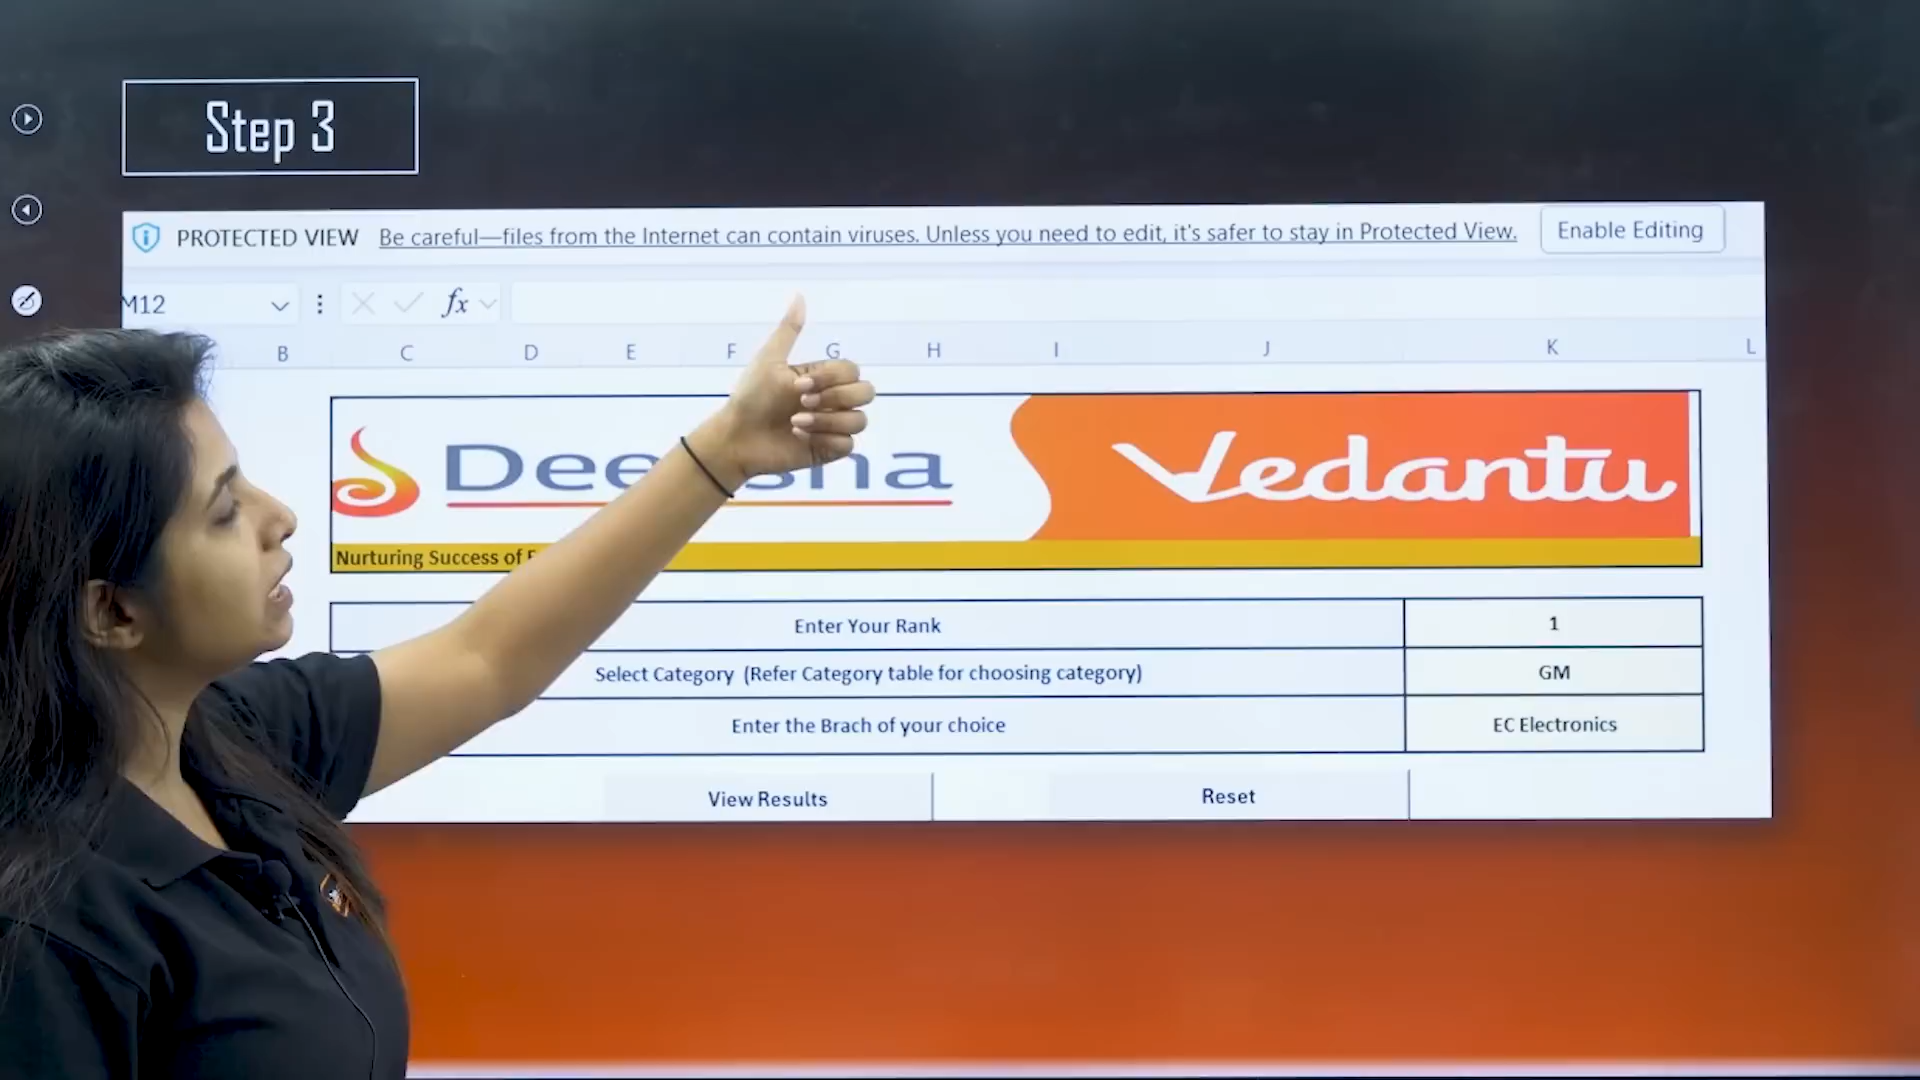 Step 3
PROTECTED VIEW Be careful—files from the Internet can contain viruses. Unless you need to edit, it's safer to stay in Protected View. Enable Editing
M12 fx
B C D E F G H I J K L
Vedantu
Nurturing Success of
Enter Your Rank 1
Select Category (Refer Category table for choosing category) GM
Enter the Brach of your choice EC Electronics
View Results Reset